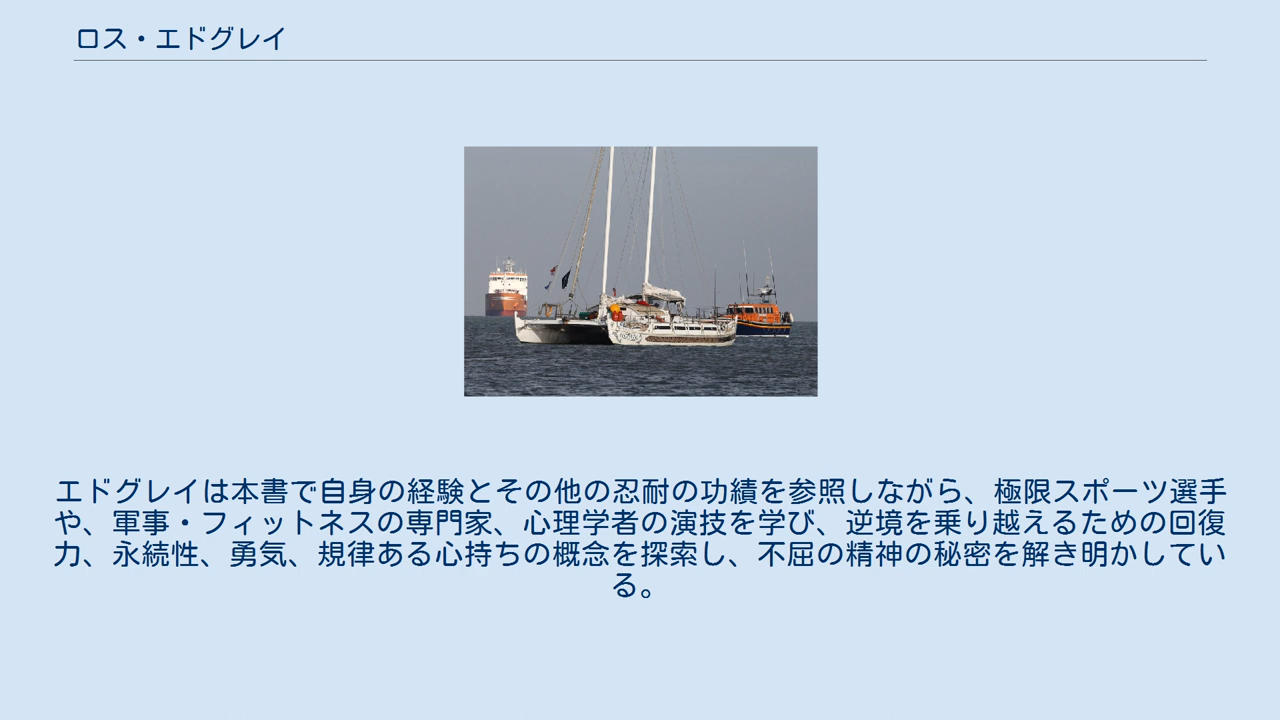 ロス・エドグレイ
エドグレイは本書で自身の経験とその他の忍耐の功績を参照しながら、極限スポーツ選手
や、軍事・フィットネスの専門家、心理学者の演技を学び、逆境を乗り越えるための回復
力、永続性、勇気、規律ある心持ちの概念を探索し、不屈の精神の秘密を解き明かしてい
る。